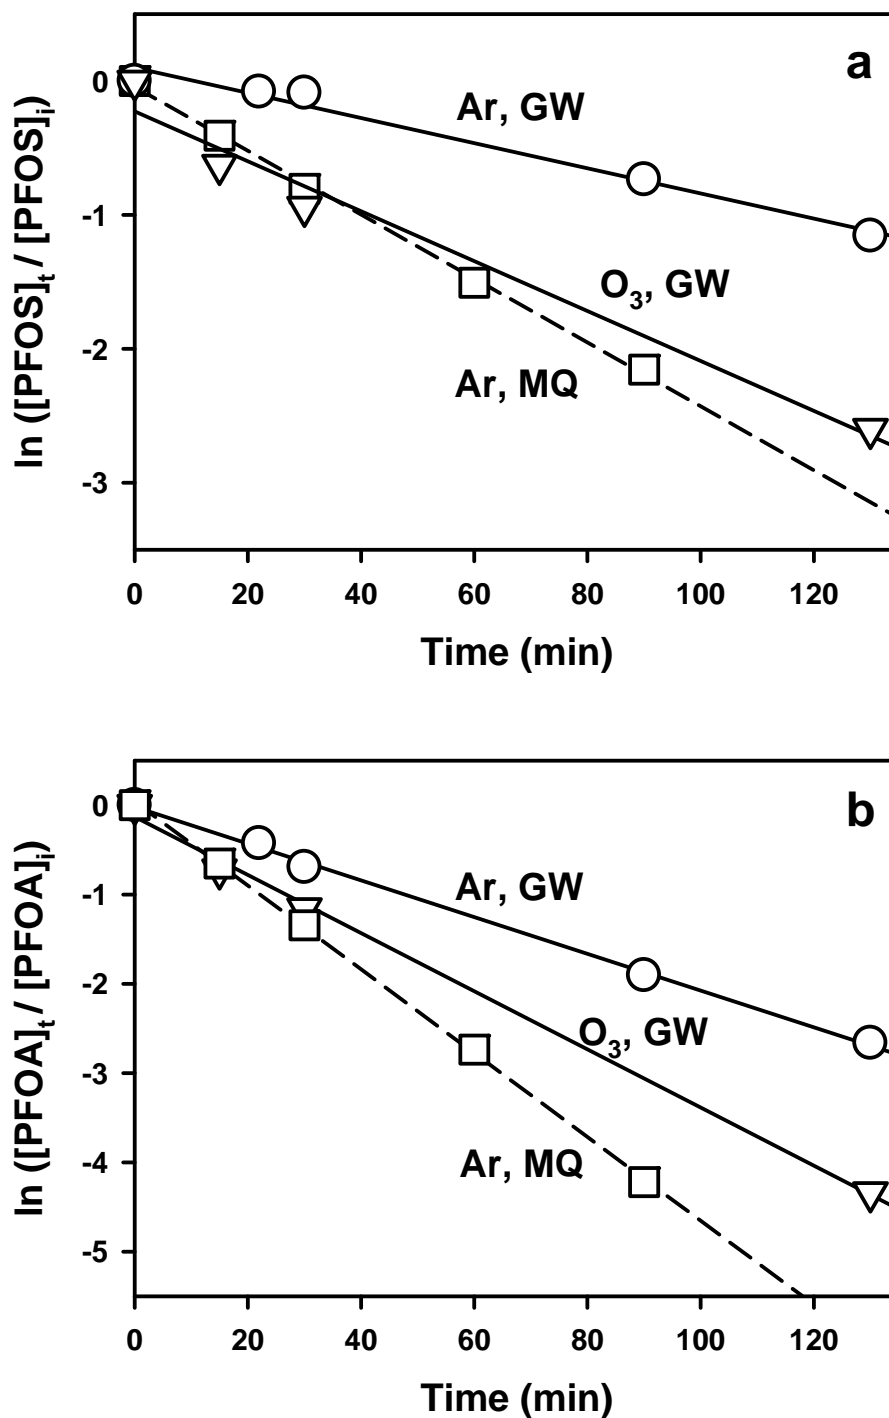 a
ln ([PFOS]t / [PFOS]i)
0
-1
-2
-3
Ar, GW
O3, GW
Ar, MQ
0 20 40 60 80 100 120
Time (min)
b
ln ([PFOA]t / [PFOA]i)
0
-1
-2
-3
-4
-5
Ar, GW
O3, GW
Ar, MQ
0 20 40 60 80 100 120
Time (min)